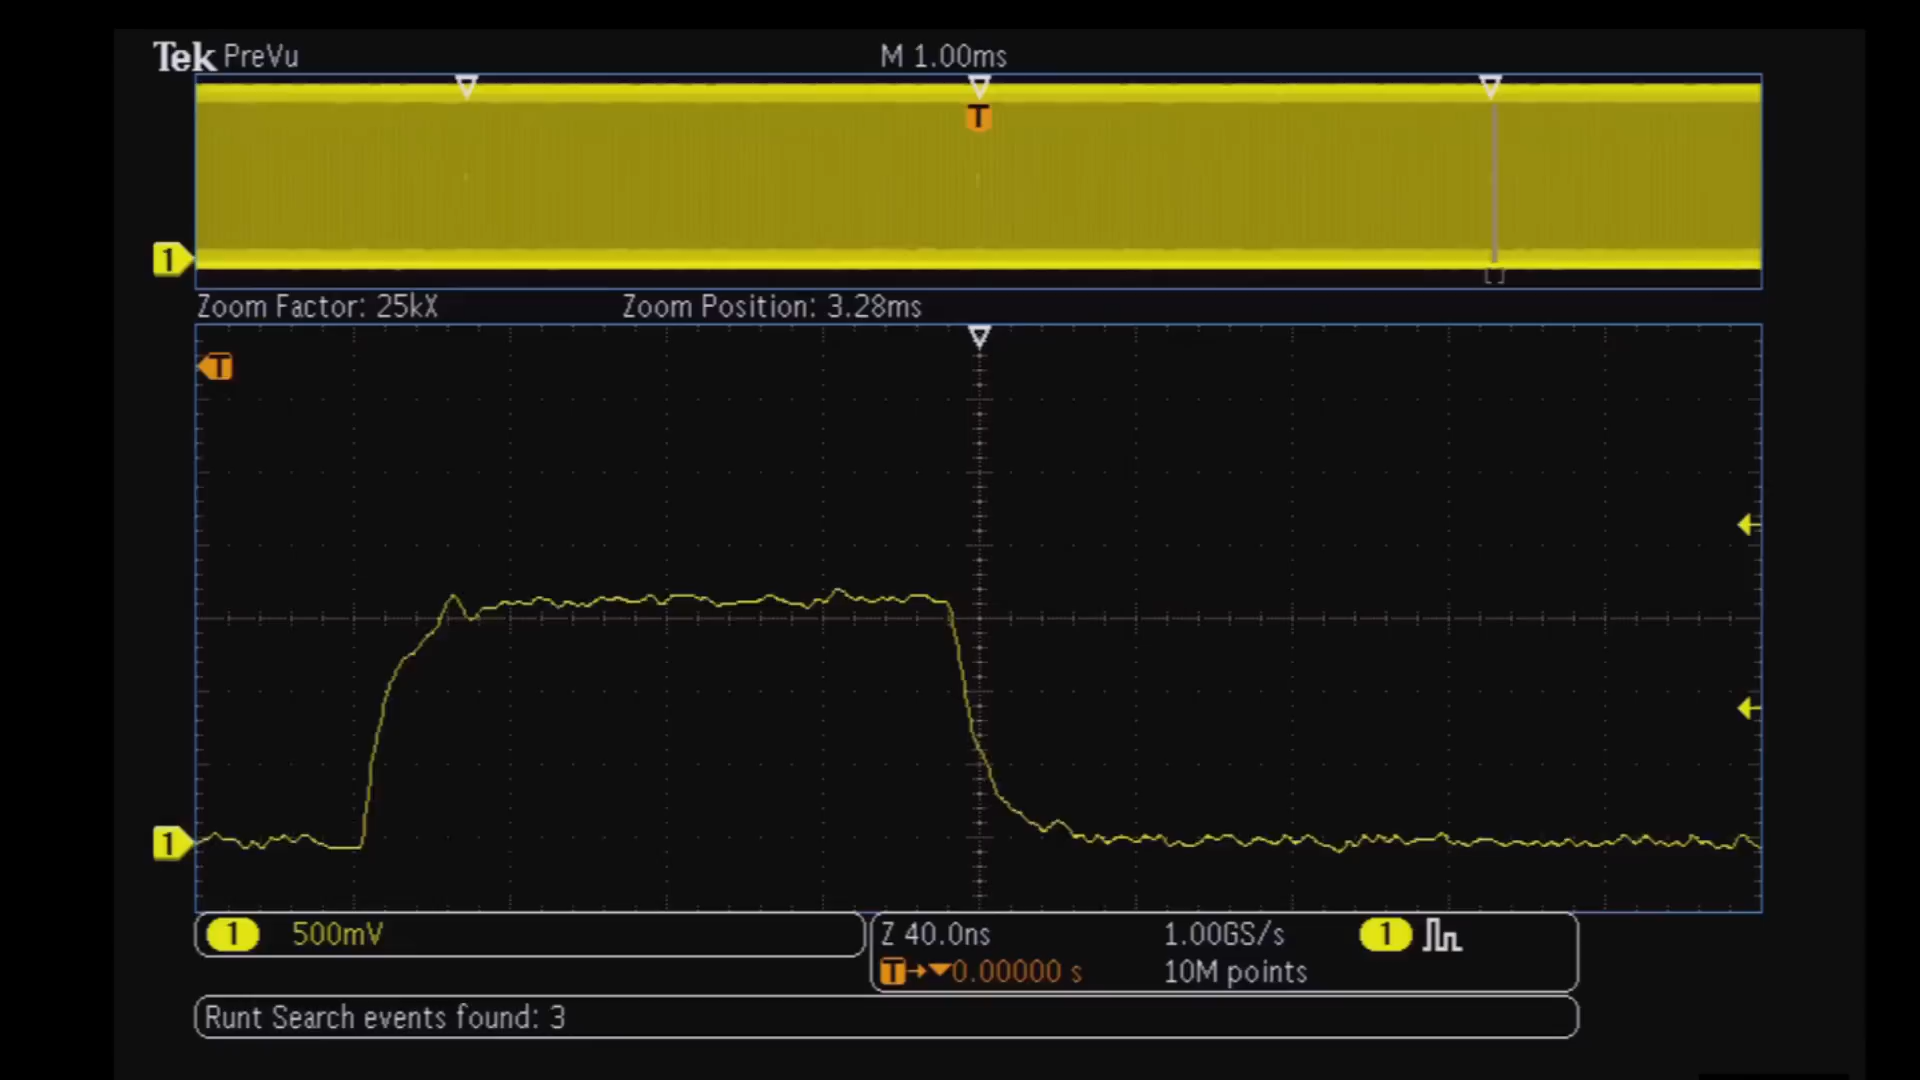 Tek PreVu M 1.00ms
T
1
Zoom Factor: 25kX Zoom Position: 3.28ms
T
1
1 500mV Z 40.0ns 1.00GS/s 1
T→▼0.00000 s 10M points
Runt Search events found: 3